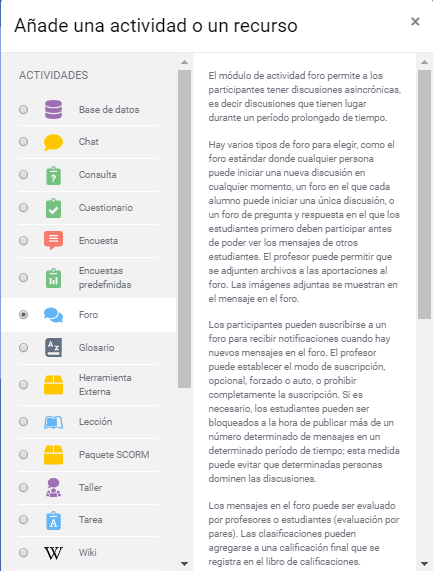 Añade una actividad o un recurso
×
ACTIVIDADES
Base de datos
Chat
Consulta
Cuestionario
Encuesta
Encuestas
predefinidas
Foro
Glosario
Herramienta
Externa
Lección
Paquete SCORM
Taller
Tarea
Wiki
El módulo de actividad foro permite a los
participantes tener discusiones asincrónicas,
es decir discusiones que tienen lugar
durante un período prolongado de tiempo.
Hay varios tipos de foro para elegir, como el
foro estándar donde cualquier persona
puede iniciar una nueva discusión en
cualquier momento, un foro en el que cada
alumno puede iniciar una única discusión, o
un foro de pregunta y respuesta en el que los
estudiantes primero deben participar antes
de poder ver los mensajes de otros
estudiantes. El profesor puede permitir que
se adjunten archivos a las aportaciones al
foro. Las imágenes adjuntas se muestran en
el mensaje en el foro.
Los participantes pueden suscribirse a un
foro para recibir notificaciones cuando hay
nuevos mensajes en el foro. El profesor
puede establecer el modo de suscripción,
opcional, forzado o auto, o prohibir
completamente la suscripción. Si es
necesario, los estudiantes pueden ser
bloqueados a la hora de publicar más de un
número determinado de mensajes en un
determinado período de tiempo; esta medida
puede evitar que determinadas personas
dominen las discusiones.
Los mensajes en el foro puede ser evaluado
por profesores o estudiantes (evaluación por
pares). Las clasificaciones pueden
agregarse a una calificación final que se
registra en el libro de calificaciones.